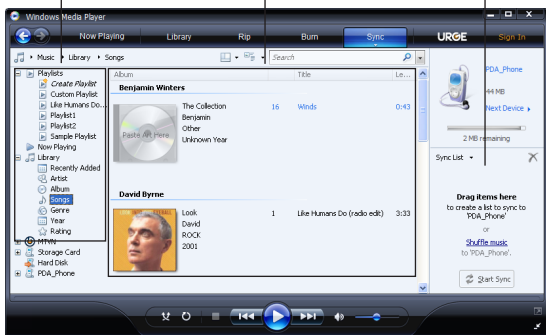 Windows Media Player
Now Playing Library Rip Burn Sync URGE Sign In
Music Library Songs Search
Playlists
Create Playlist
Custom Playlist
Like Humans Do...
Playlist1
Playlist2
Sample Playlist
Now Playing
Library
Recently Added
Artist
Album
Songs
Genre
Year
Rating
MTVN
Storage Card
Hard Disk
PDA_Phone
Album Title Le...
Benjamin Winters
Paste Art Here
The Collection 16 Winds 0:43
Benjamin
Other
Unknown Year
David Byrne
Look 1 Like Humans Do (radio edit) 3:33
David
ROCK
2001
PDA_Phone
44 MB
Next Device
2 MB remaining
Sync List
Drag items here
to create a list to sync to
'PDA_Phone'
or
Shuffle music
to 'PDA_Phone'.
Start Sync